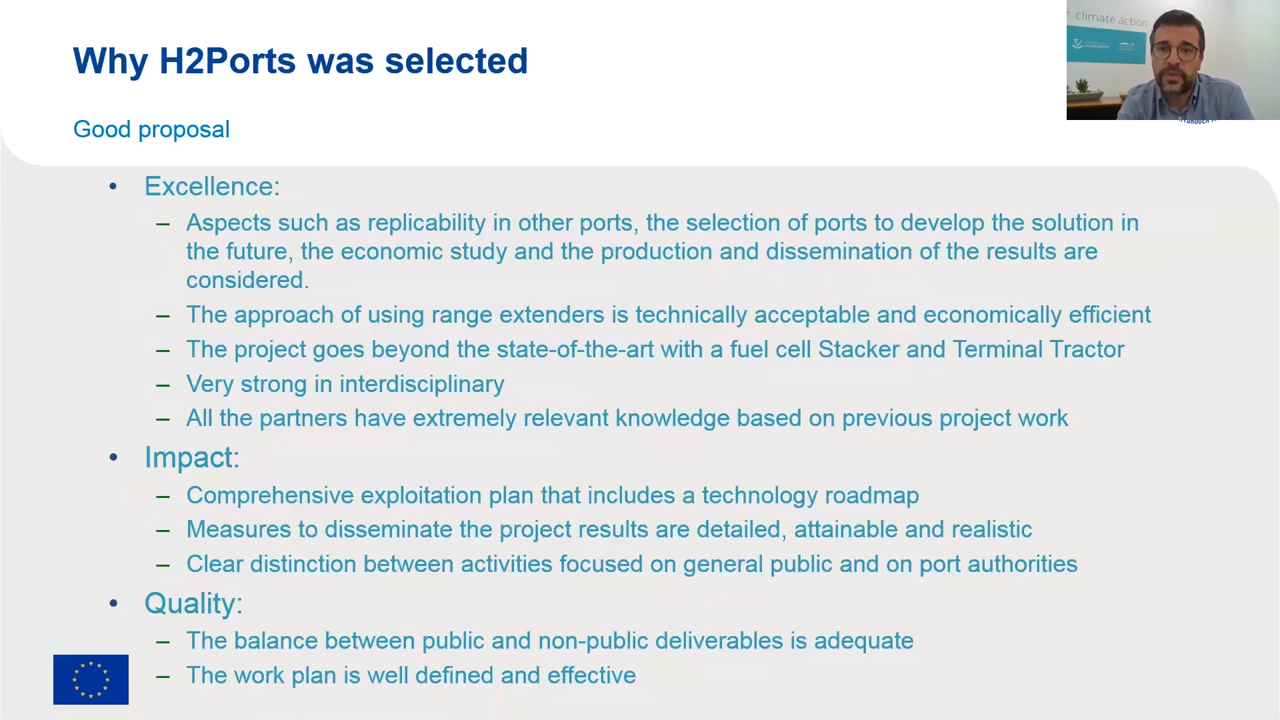 Why H2Ports was selected
climate action
Good proposal
• Excellence:
– Aspects such as replicability in other ports, the selection of ports to develop the solution in
the future, the economic study and the production and dissemination of the results are
considered.
– The approach of using range extenders is technically acceptable and economically efficient
– The project goes beyond the state-of-the-art with a fuel cell Stacker and Terminal Tractor
– Very strong in interdisciplinary
– All the partners have extremely relevant knowledge based on previous project work
• Impact:
– Comprehensive exploitation plan that includes a technology roadmap
– Measures to disseminate the project results are detailed, attainable and realistic
– Clear distinction between activities focused on general public and on port authorities
• Quality:
– The balance between public and non-public deliverables is adequate
– The work plan is well defined and effective